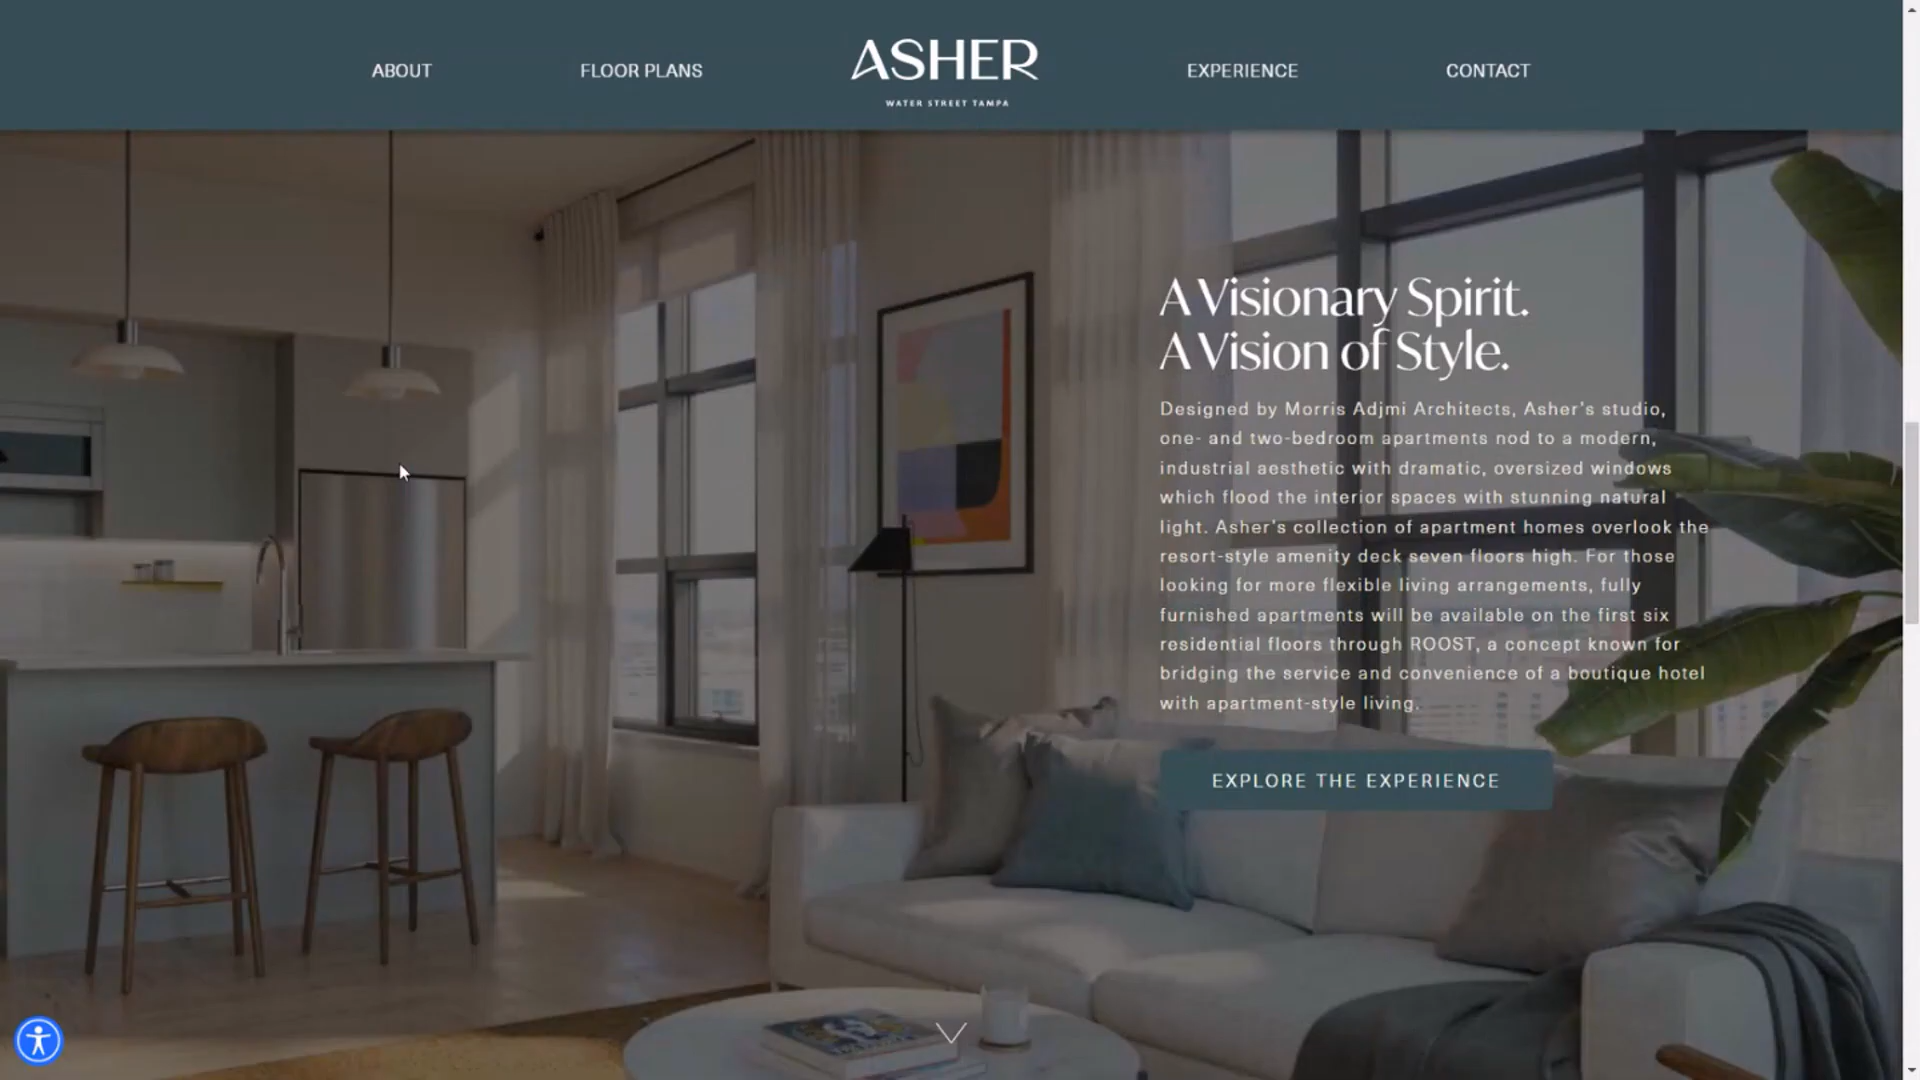 ABOUT
FLOOR PLANS
ASHER
WATER STREET TAMPA
EXPERIENCE
CONTACT
A Visionary Spirit.
A Vision of Style.
Designed by Morris Adjmi Architects, Asher's studio,
one- and two-bedroom apartments nod to a modern,
industrial aesthetic with dramatic, oversized windows
which flood the interior spaces with stunning natural
light. Asher's collection of apartment homes overlook the
resort-style amenity deck seven floors high. For those
looking for more flexible living arrangements, fully
furnished apartments will be available on the first six
residential floors through ROOST, a concept known for
bridging the service and convenience of a boutique hotel
with apartment-style living.
EXPLORE THE EXPERIENCE